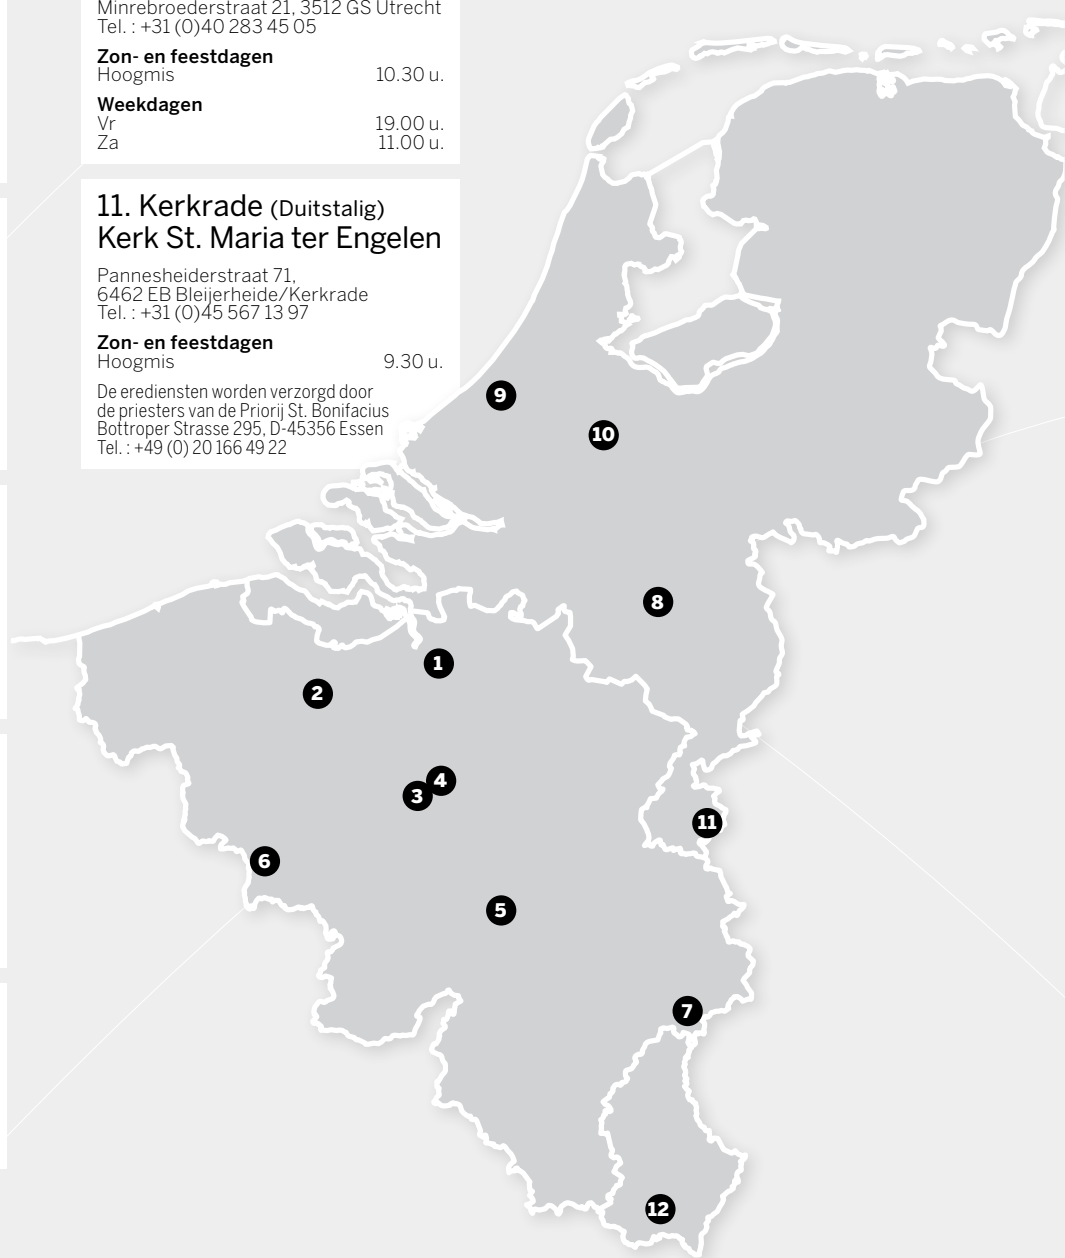 Minrebroederstraat 21, 3512 GS Utrecht
Tel. : +31 (0)40 283 45 05
Zon- en feestdagen
Hoogmis 10.30 u.
Weekdagen
Vr 19.00 u.
Za 11.00 u.
11. Kerkrade (Duitstalig)
Kerk St. Maria ter Engelen
Pannesheiderstraat 71,
6462 EB Bleijerheide/Kerkrade
Tel. : +31 (0)45 567 13 97
Zon- en feestdagen
Hoogmis 9.30 u.
De erediensten worden verzorgd door
de priesters van de Priorij St. Bonifacius
Bottroper Strasse 295, D-45356 Essen
Tel. : +49 (0) 20 166 49 22
9
10
8
1
2
4
3
11
6
5
7
12